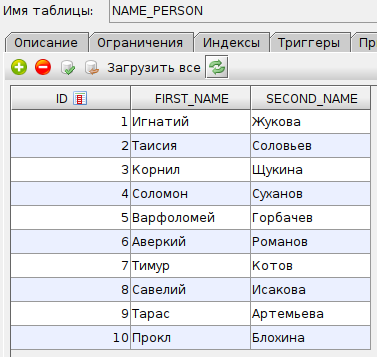 Имя таблицы: NAME_PERSON
Описание Ограничения Индексы Триггеры Пр
Загрузить все
ID FIRST_NAME SECOND_NAME
1 Игнатий Жукова
2 Таисия Соловьев
3 Корнил Щукина
4 Соломон Суханов
5 Варфоломей Горбачев
6 Аверкий Романов
7 Тимур Котов
8 Савелий Исакова
9 Тарас Артемьева
10 Прокл Блохина